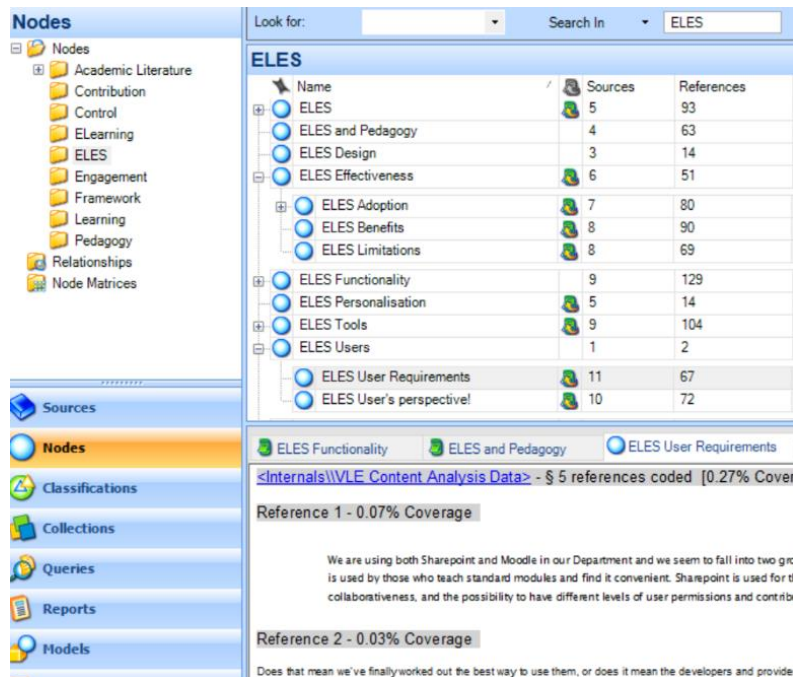 Nodes
Nodes
Academic Literature
Contribution
Control
ELearning
ELES
Engagement
Framework
Learning
Pedagogy
Relationships
Node Matrices
Sources
Nodes
Classifications
Collections
Queries
Reports
Models
Look for: Search In ELES
ELES
Name / Sources References
ELES 5 93
ELES and Pedagogy 4 63
ELES Design 3 14
ELES Effectiveness 6 51
ELES Adoption 7 80
ELES Benefits 8 90
ELES Limitations 8 69
ELES Functionality 9 129
ELES Personalisation 5 14
ELES Tools 9 104
ELES Users 1 2
ELES User Requirements 11 67
ELES User's perspective! 10 72
ELES Functionality ELES and Pedagogy ELES User Requirements
<Internals\\VLE Content Analysis Data> - § 5 references coded [0.27% Cover
Reference 1 - 0.07% Coverage
We are using both Sharepoint and Moodle in our Department and we seem to fall into two gro
is used by those who teach standard modules and find it convenient. Sharepoint is used for th
collaborativeness, and the possibility to have different levels of user permissions and contribu
Reference 2 - 0.03% Coverage
Does that mean we've finally worked out the best way to use them, or does it mean the developers and provide